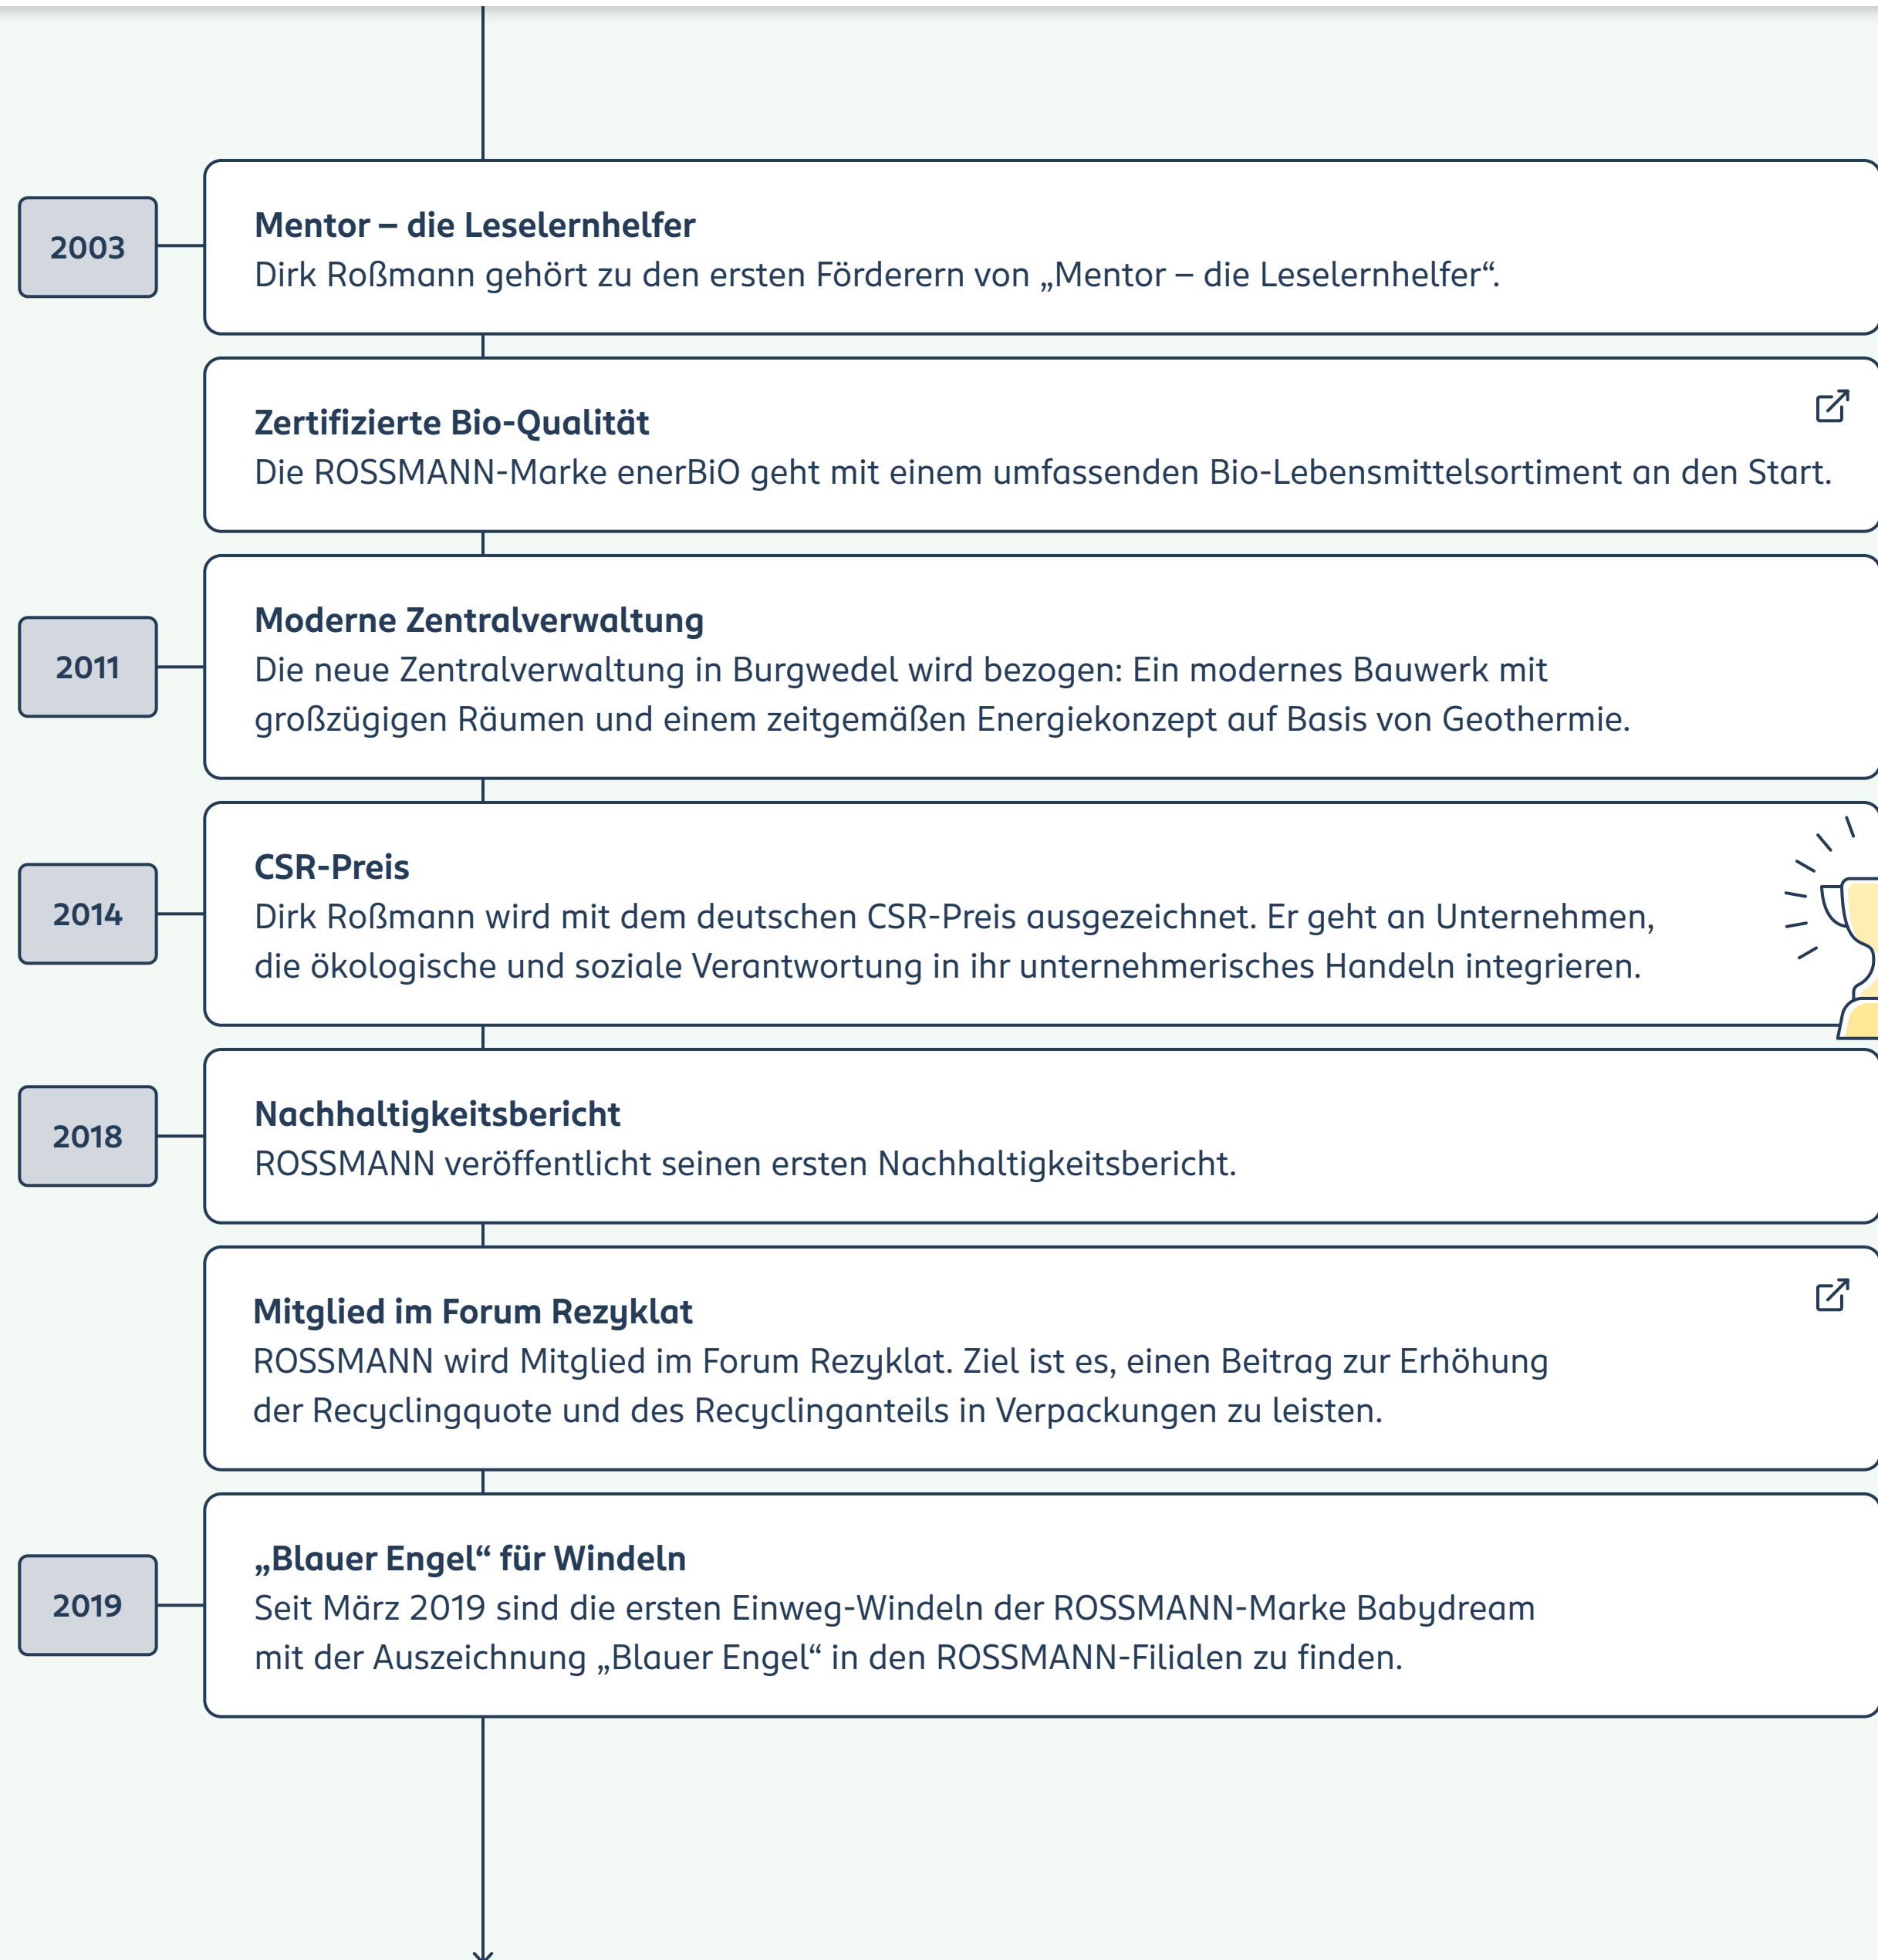 2003
Mentor – die Leselernhelfer
Dirk Roßmann gehört zu den ersten Förderern von „Mentor – die Leselernhelfer“.
Zertifizierte Bio-Qualität
Die ROSSMANN-Marke enerBiO geht mit einem umfassenden Bio-Lebensmittelsortiment an den Start.
2011
Moderne Zentralverwaltung
Die neue Zentralverwaltung in Burgwedel wird bezogen: Ein modernes Bauwerk mit
großzügigen Räumen und einem zeitgemäßen Energiekonzept auf Basis von Geothermie.
2014
CSR-Preis
Dirk Roßmann wird mit dem deutschen CSR-Preis ausgezeichnet. Er geht an Unternehmen,
die ökologische und soziale Verantwortung in ihr unternehmerisches Handeln integrieren.
2018
Nachhaltigkeitsbericht
ROSSMANN veröffentlicht seinen ersten Nachhaltigkeitsbericht.
Mitglied im Forum Rezyklat
ROSSMANN wird Mitglied im Forum Rezyklat. Ziel ist es, einen Beitrag zur Erhöhung
der Recyclingquote und des Recyclinganteils in Verpackungen zu leisten.
2019
„Blauer Engel“ für Windeln
Seit März 2019 sind die ersten Einweg-Windeln der ROSSMANN-Marke Babydream
mit der Auszeichnung „Blauer Engel“ in den ROSSMANN-Filialen zu finden.